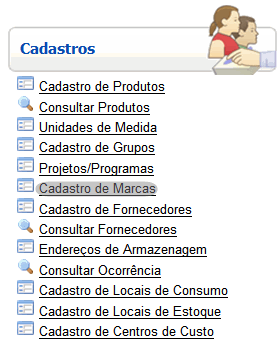 Cadastros
Cadastro de Produtos
Consultar Produtos
Unidades de Medida
Cadastro de Grupos
Projetos/Programas
Cadastro de Marcas
Cadastro de Fornecedores
Consultar Fornecedores
Endereços de Armazenagem
Consultar Ocorrência
Cadastro de Locais de Consumo
Cadastro de Locais de Estoque
Cadastro de Centros de Custo